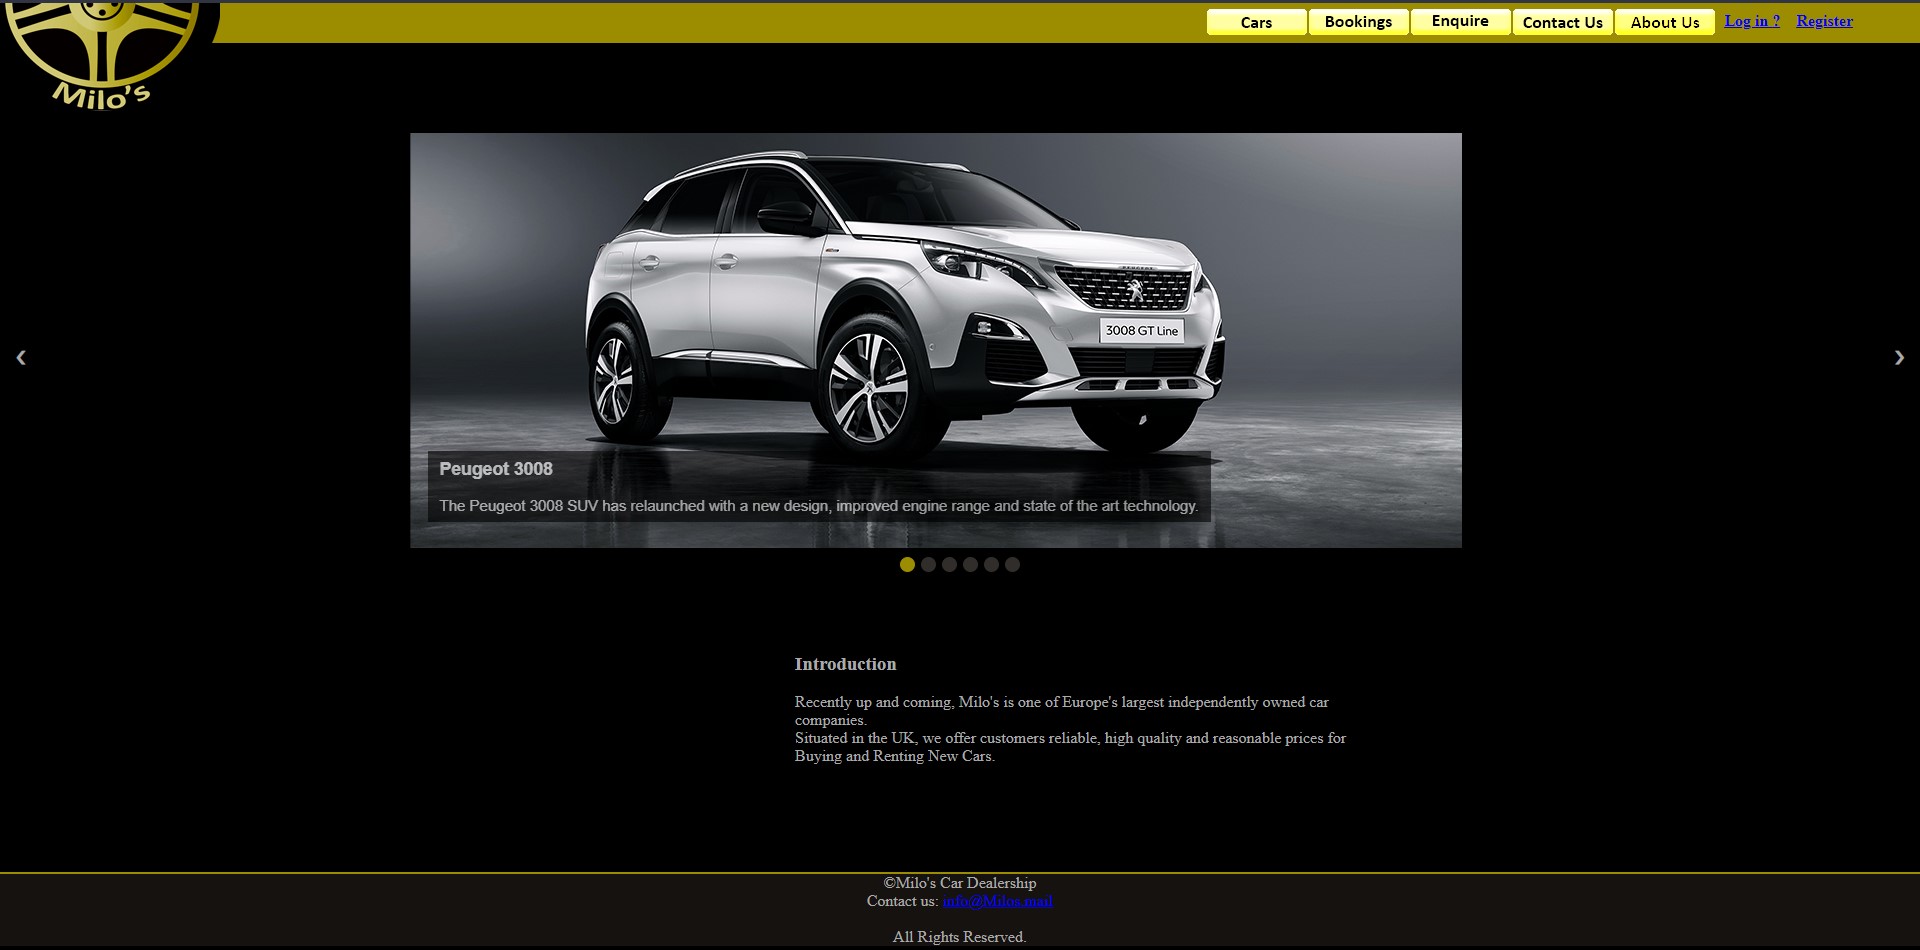 Milo's
Cars
Bookings
Enquire
Contact Us
About Us
Log in ?
Register
3008 GT Line
❮
❯
Peugeot 3008
The Peugeot 3008 SUV has relaunched with a new design, improved engine range and state of the art technology.
Introduction
Recently up and coming, Milo's is one of Europe's largest independently owned car
companies.
Situated in the UK, we offer customers reliable, high quality and reasonable prices for
Buying and Renting New Cars.
©Milo's Car Dealership
Contact us: info@Milos.mail
All Rights Reserved.